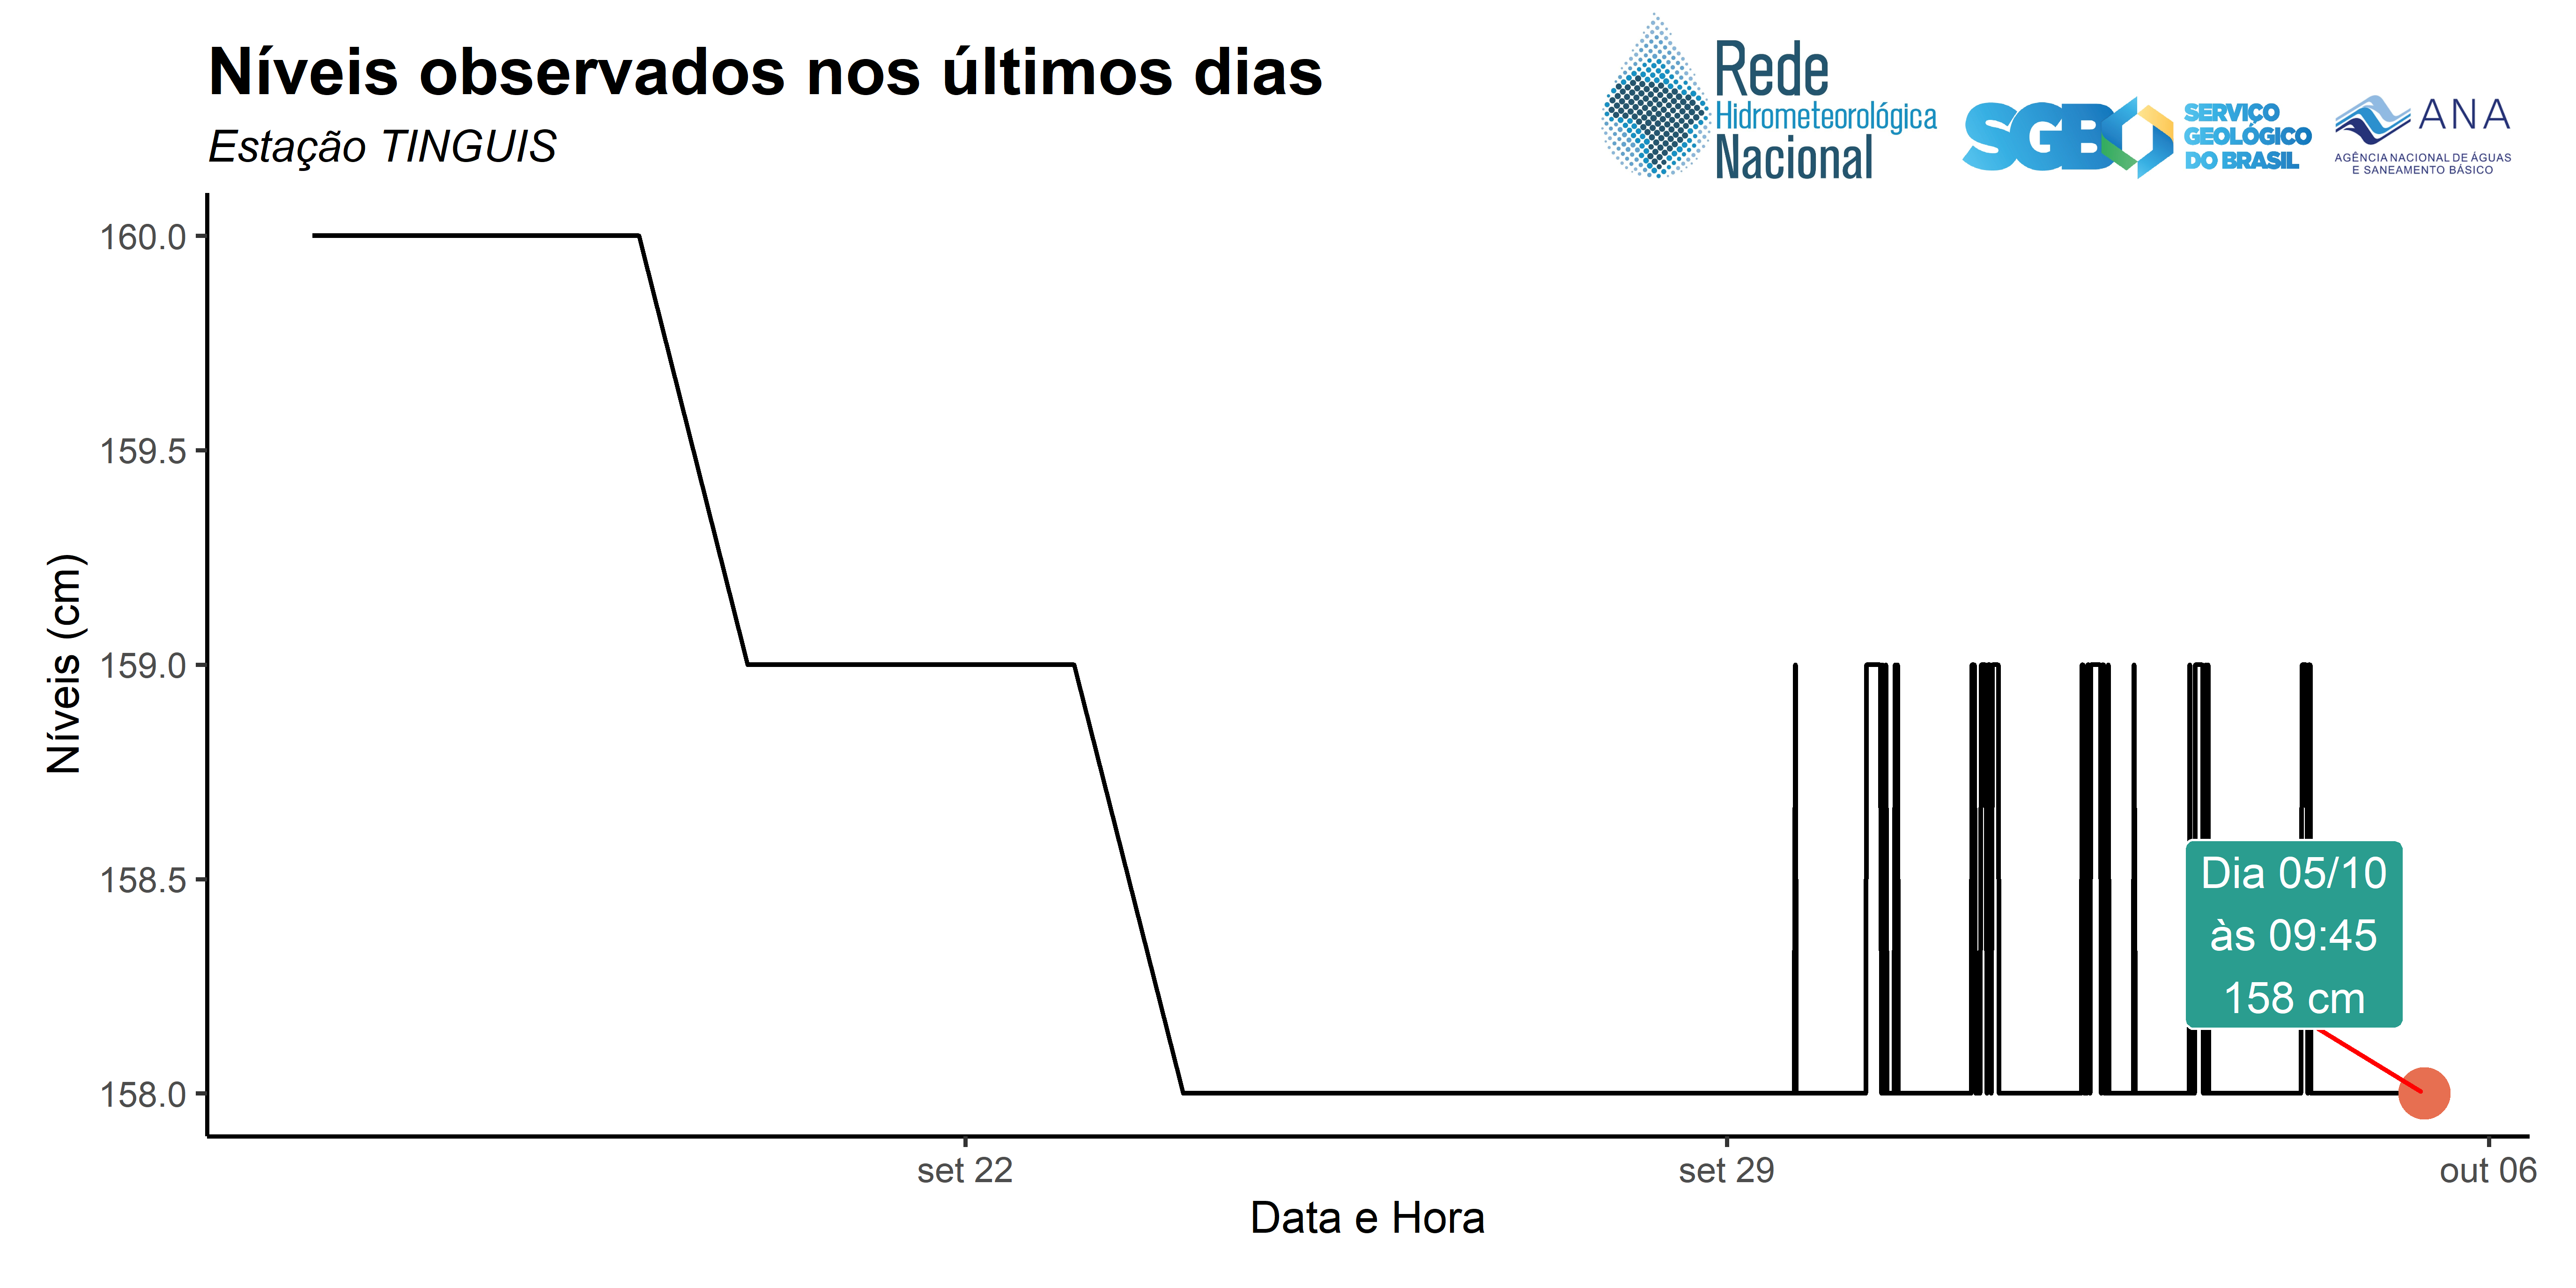 Níveis observados nos últimos dias
Estação TINGUIS
Rede
Hidrometeorológica
Nacional
SGB
SERVIÇO
GEOLÓGICO
DO BRASIL
ANA
AGÊNCIA NACIONAL DE ÁGUAS
E SANEAMENTO BÁSICO
Níveis (cm)
160.0
159.5
159.0
158.5
158.0
Dia 05/10
às 09:45
158 cm
set 22
set 29
out 06
Data e Hora